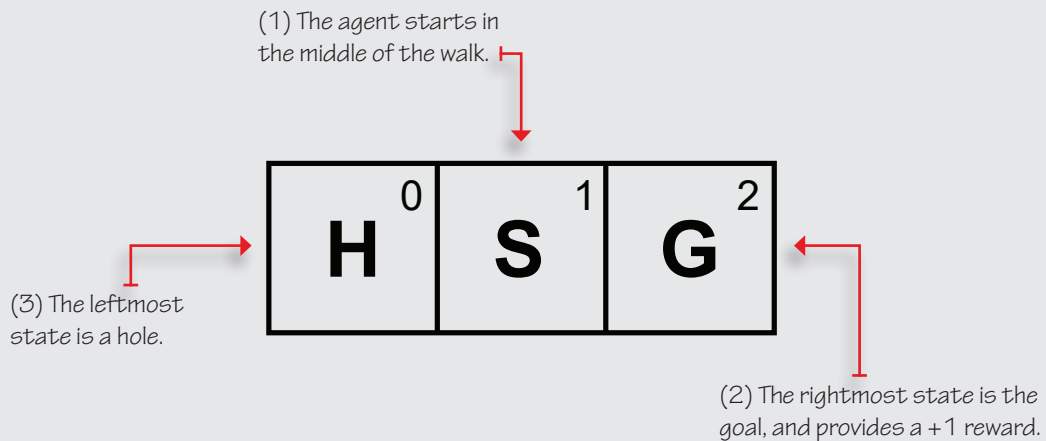 (1) The agent starts in
the middle of the walk.
0
1
2
H
S
G
(3) The leftmost
state is a hole.
(2) The rightmost state is the
goal, and provides a +1 reward.